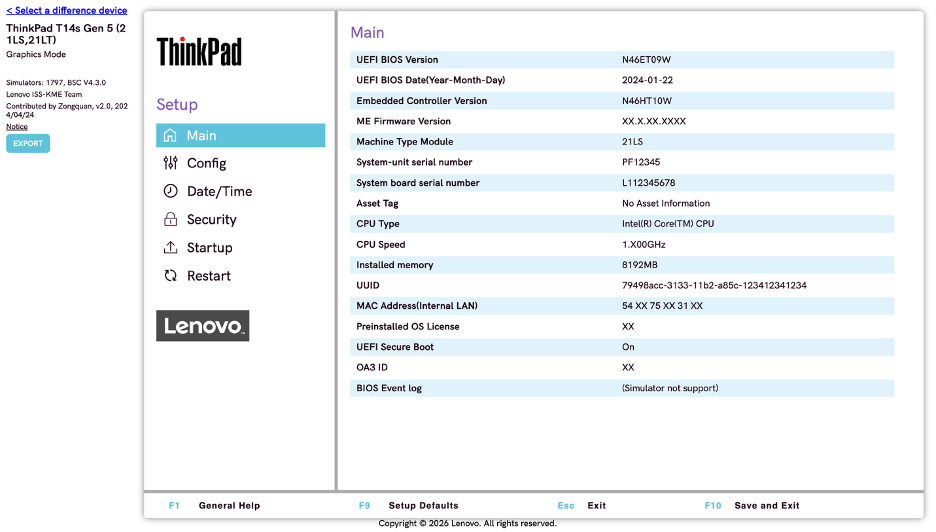 < Select a difference device
ThinkPad T14s Gen 5 (2
1LS,21LT)
Graphics Mode
Simulators: 1797, BSC V4.3.0
Lenovo ISS-KME Team
Contributed by Zongquan, v2.0, 202
4/04/24
Notice
EXPORT
ThinkPad
Setup
Main
Config
Date/Time
Security
Startup
Restart
Lenovo
Main
UEFI BIOS Version N46ET09W
UEFI BIOS Date(Year-Month-Day) 2024-01-22
Embedded Controller Version N46HT10W
ME Firmware Version XX.X.XX.XXXX
Machine Type Module 21LS
System-unit serial number PF12345
System board serial number L112345678
Asset Tag No Asset Information
CPU Type Intel(R) Core(TM) CPU
CPU Speed 1.X00GHz
Installed memory 8192MB
UUID 79498acc-3133-11b2-a85c-123412341234
MAC Address(Internal LAN) 54 XX 75 XX 31 XX
Preinstalled OS License XX
UEFI Secure Boot On
OA3 ID XX
BIOS Event log (Simulator not support)
F1 General Help F9 Setup Defaults Esc Exit F10 Save and Exit
Copyright © 2026 Lenovo. All rights reserved.